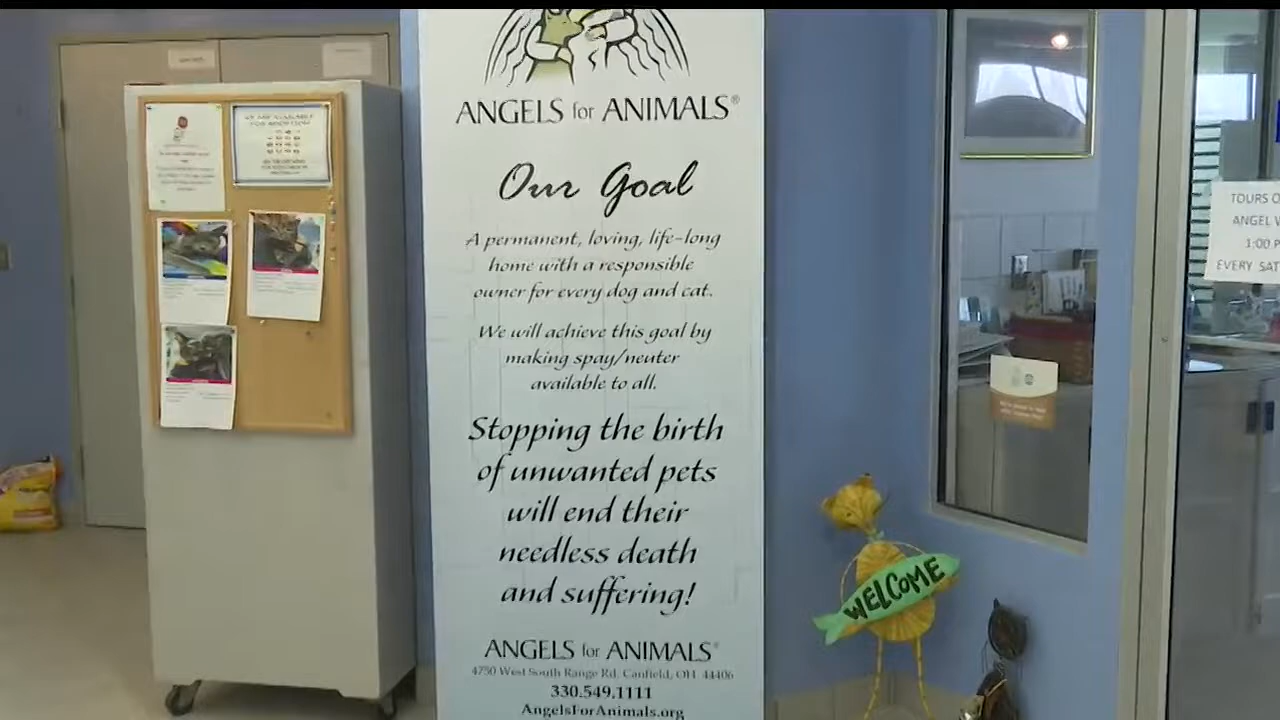 ANGELS for ANIMALS®
Our Goal
A permanent, loving, life-long
home with a responsible
owner for every dog and cat.
We will achieve this goal by
making spay/neuter
available to all.
Stopping the birth
of unwanted pets
will end their
needless death
and suffering!
ANGELS for ANIMALS®
4750 West South Range Rd. Canfield, OH 44406
330.549.1111
AngelsForAnimals.org
WELCOME
TOURS
ANGEL
1:00
EVERY